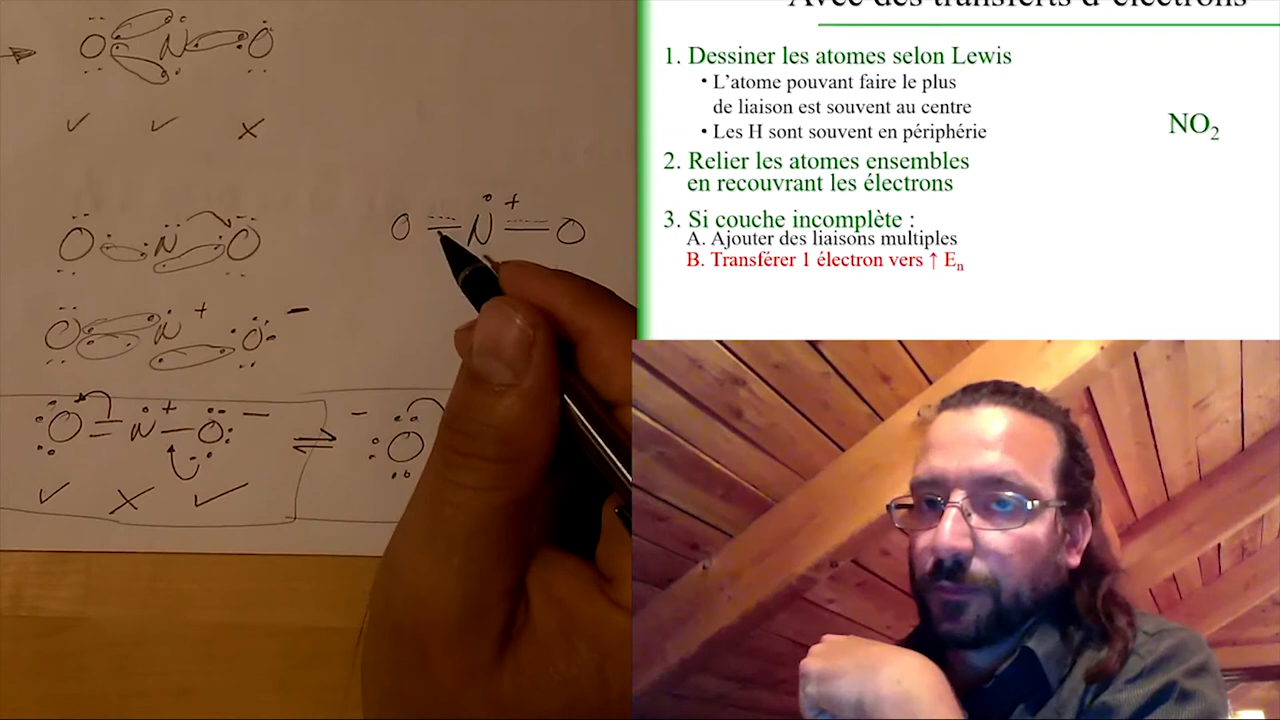 Avec des transferts d'électrons
1. Dessiner les atomes selon Lewis
• L'atome pouvant faire le plus
de liaison est souvent au centre
• Les H sont souvent en périphérie
NO₂
2. Relier les atomes ensembles
en recouvrant les électrons
3. Si couche incomplète :
A. Ajouter des liaisons multiples
B. Transférer 1 électron vers ↑ Eₙ
O N O
✓ ✓ ✗
O N O
O N + O −
O = N + − O −
⇌ − O
✓ ✗ ✓
O = N + = O